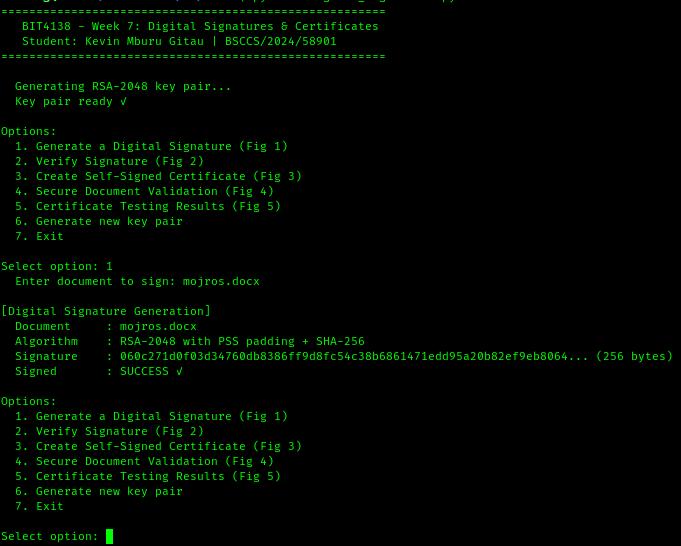 =======================================================
BIT4138 - Week 7: Digital Signatures & Certificates
Student: Kevin Mburu Gitau | BSCCS/2024/58901
=======================================================
Generating RSA-2048 key pair...
Key pair ready √
Options:
1. Generate a Digital Signature (Fig 1)
2. Verify Signature (Fig 2)
3. Create Self-Signed Certificate (Fig 3)
4. Secure Document Validation (Fig 4)
5. Certificate Testing Results (Fig 5)
6. Generate new key pair
7. Exit
Select option: 1
Enter document to sign: mojros.docx
[Digital Signature Generation]
Document : mojros.docx
Algorithm : RSA-2048 with PSS padding + SHA-256
Signature : 060c271d0f03d34760db8386ff9d8fc54c38b6861471edd95a20b82ef9eb8064... (256 bytes)
Signed : SUCCESS √
Options:
1. Generate a Digital Signature (Fig 1)
2. Verify Signature (Fig 2)
3. Create Self-Signed Certificate (Fig 3)
4. Secure Document Validation (Fig 4)
5. Certificate Testing Results (Fig 5)
6. Generate new key pair
7. Exit
Select option: